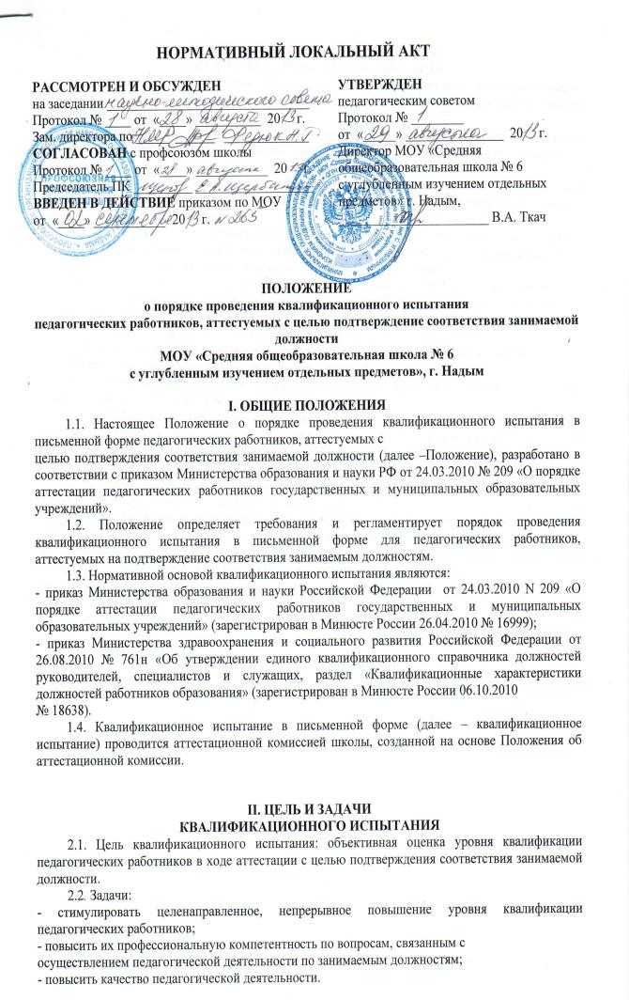 НОРМАТИВНЫЙ ЛОКАЛЬНЫЙ АКТ
РАССМОТРЕН И ОБСУЖДЕН
на заседании научно-методического совета
Протокол № 1 от «28» августа 2013 г.
Зам. директора по НМР Федюк Н.Г.
СОГЛАСОВАН с профсоюзом школы
Протокол № 1 от «28» августа 2013
Председатель ПК Е.А.
ВВЕДЕН В ДЕЙСТВИЕ приказом по МОУ
от «02» сентября 2013 г. № 263
УТВЕРЖДЕН
педагогическим советом
Протокол № 1
от «29» августа 2013 г.
Директор МОУ «Средняя
общеобразовательная школа № 6
с углубленным изучением отдельных
предметов» г. Надым,
В.А. Ткач
ПРОФСОЮЗНАЯ
ПОЛОЖЕНИЕ
о порядке проведения квалификационного испытания
педагогических работников, аттестуемых с целью подтверждение соответствия занимаемой
должности
МОУ «Средняя общеобразовательная школа № 6
с углубленным изучением отдельных предметов», г. Надым
I. ОБЩИЕ ПОЛОЖЕНИЯ
1.1. Настоящее Положение о порядке проведения квалификационного испытания в
письменной форме педагогических работников, аттестуемых с
целью подтверждения соответствия занимаемой должности (далее –Положение), разработано в
соответствии с приказом Министерства образования и науки РФ от 24.03.2010 № 209 «О порядке
аттестации педагогических работников государственных и муниципальных образовательных
учреждений».
1.2. Положение определяет требования и регламентирует порядок проведения
квалификационного испытания в письменной форме для педагогических работников,
аттестуемых на подтверждение соответствия занимаемым должностям.
1.3. Нормативной основой квалификационного испытания являются:
- приказ Министерства образования и науки Российской Федерации от 24.03.2010 N 209 «О
порядке аттестации педагогических работников государственных и муниципальных
образовательных учреждений» (зарегистрирован в Минюсте России 26.04.2010 № 16999);
- приказ Министерства здравоохранения и социального развития Российской Федерации от
26.08.2010 № 761н «Об утверждении единого квалификационного справочника должностей
руководителей, специалистов и служащих, раздел «Квалификационные характеристики
должностей работников образования» (зарегистрирован в Минюсте России 06.10.2010
№ 18638).
1.4. Квалификационное испытание в письменной форме (далее – квалификационное
испытание) проводится аттестационной комиссией школы, созданной на основе Положения об
аттестационной комиссии.
II. ЦЕЛЬ И ЗАДАЧИ
КВАЛИФИКАЦИОННОГО ИСПЫТАНИЯ
2.1. Цель квалификационного испытания: объективная оценка уровня квалификации
педагогических работников в ходе аттестации с целью подтверждения соответствия занимаемой
должности.
2.2. Задачи:
- стимулировать целенаправленное, непрерывное повышение уровня квалификации
педагогических работников;
- повысить их профессиональную компетентность по вопросам, связанным с
осуществлением педагогической деятельности по занимаемым должностям;
- повысить качество педагогической деятельности.